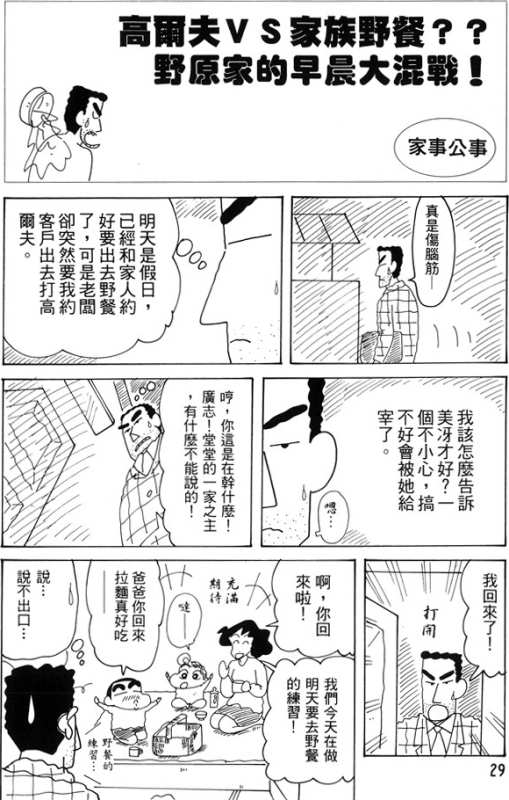 高爾夫VS家族野餐??
野原家的早晨大混戰!
家事公事
真是傷腦筋—
明天是假日,
已經和家人約
好要出去野餐
了,可是老闆
卻突然要我約
客戶出去打高
爾夫。
我該怎麼告訴
美冴才好?一
個不小心,搞
不好會被她給
宰了。
嗯…
哼,你這是在幹什麼!
廣志!堂堂的一家之主
,有什麼不能說的!
我回來了!
打開
啊,你回
來啦!
我們今天在做
明天要去野餐
的練習!
充滿
期待
噠—
爸爸你回來
——
拉麵真好吃
野餐的
練習…
說…
說不出口…
29